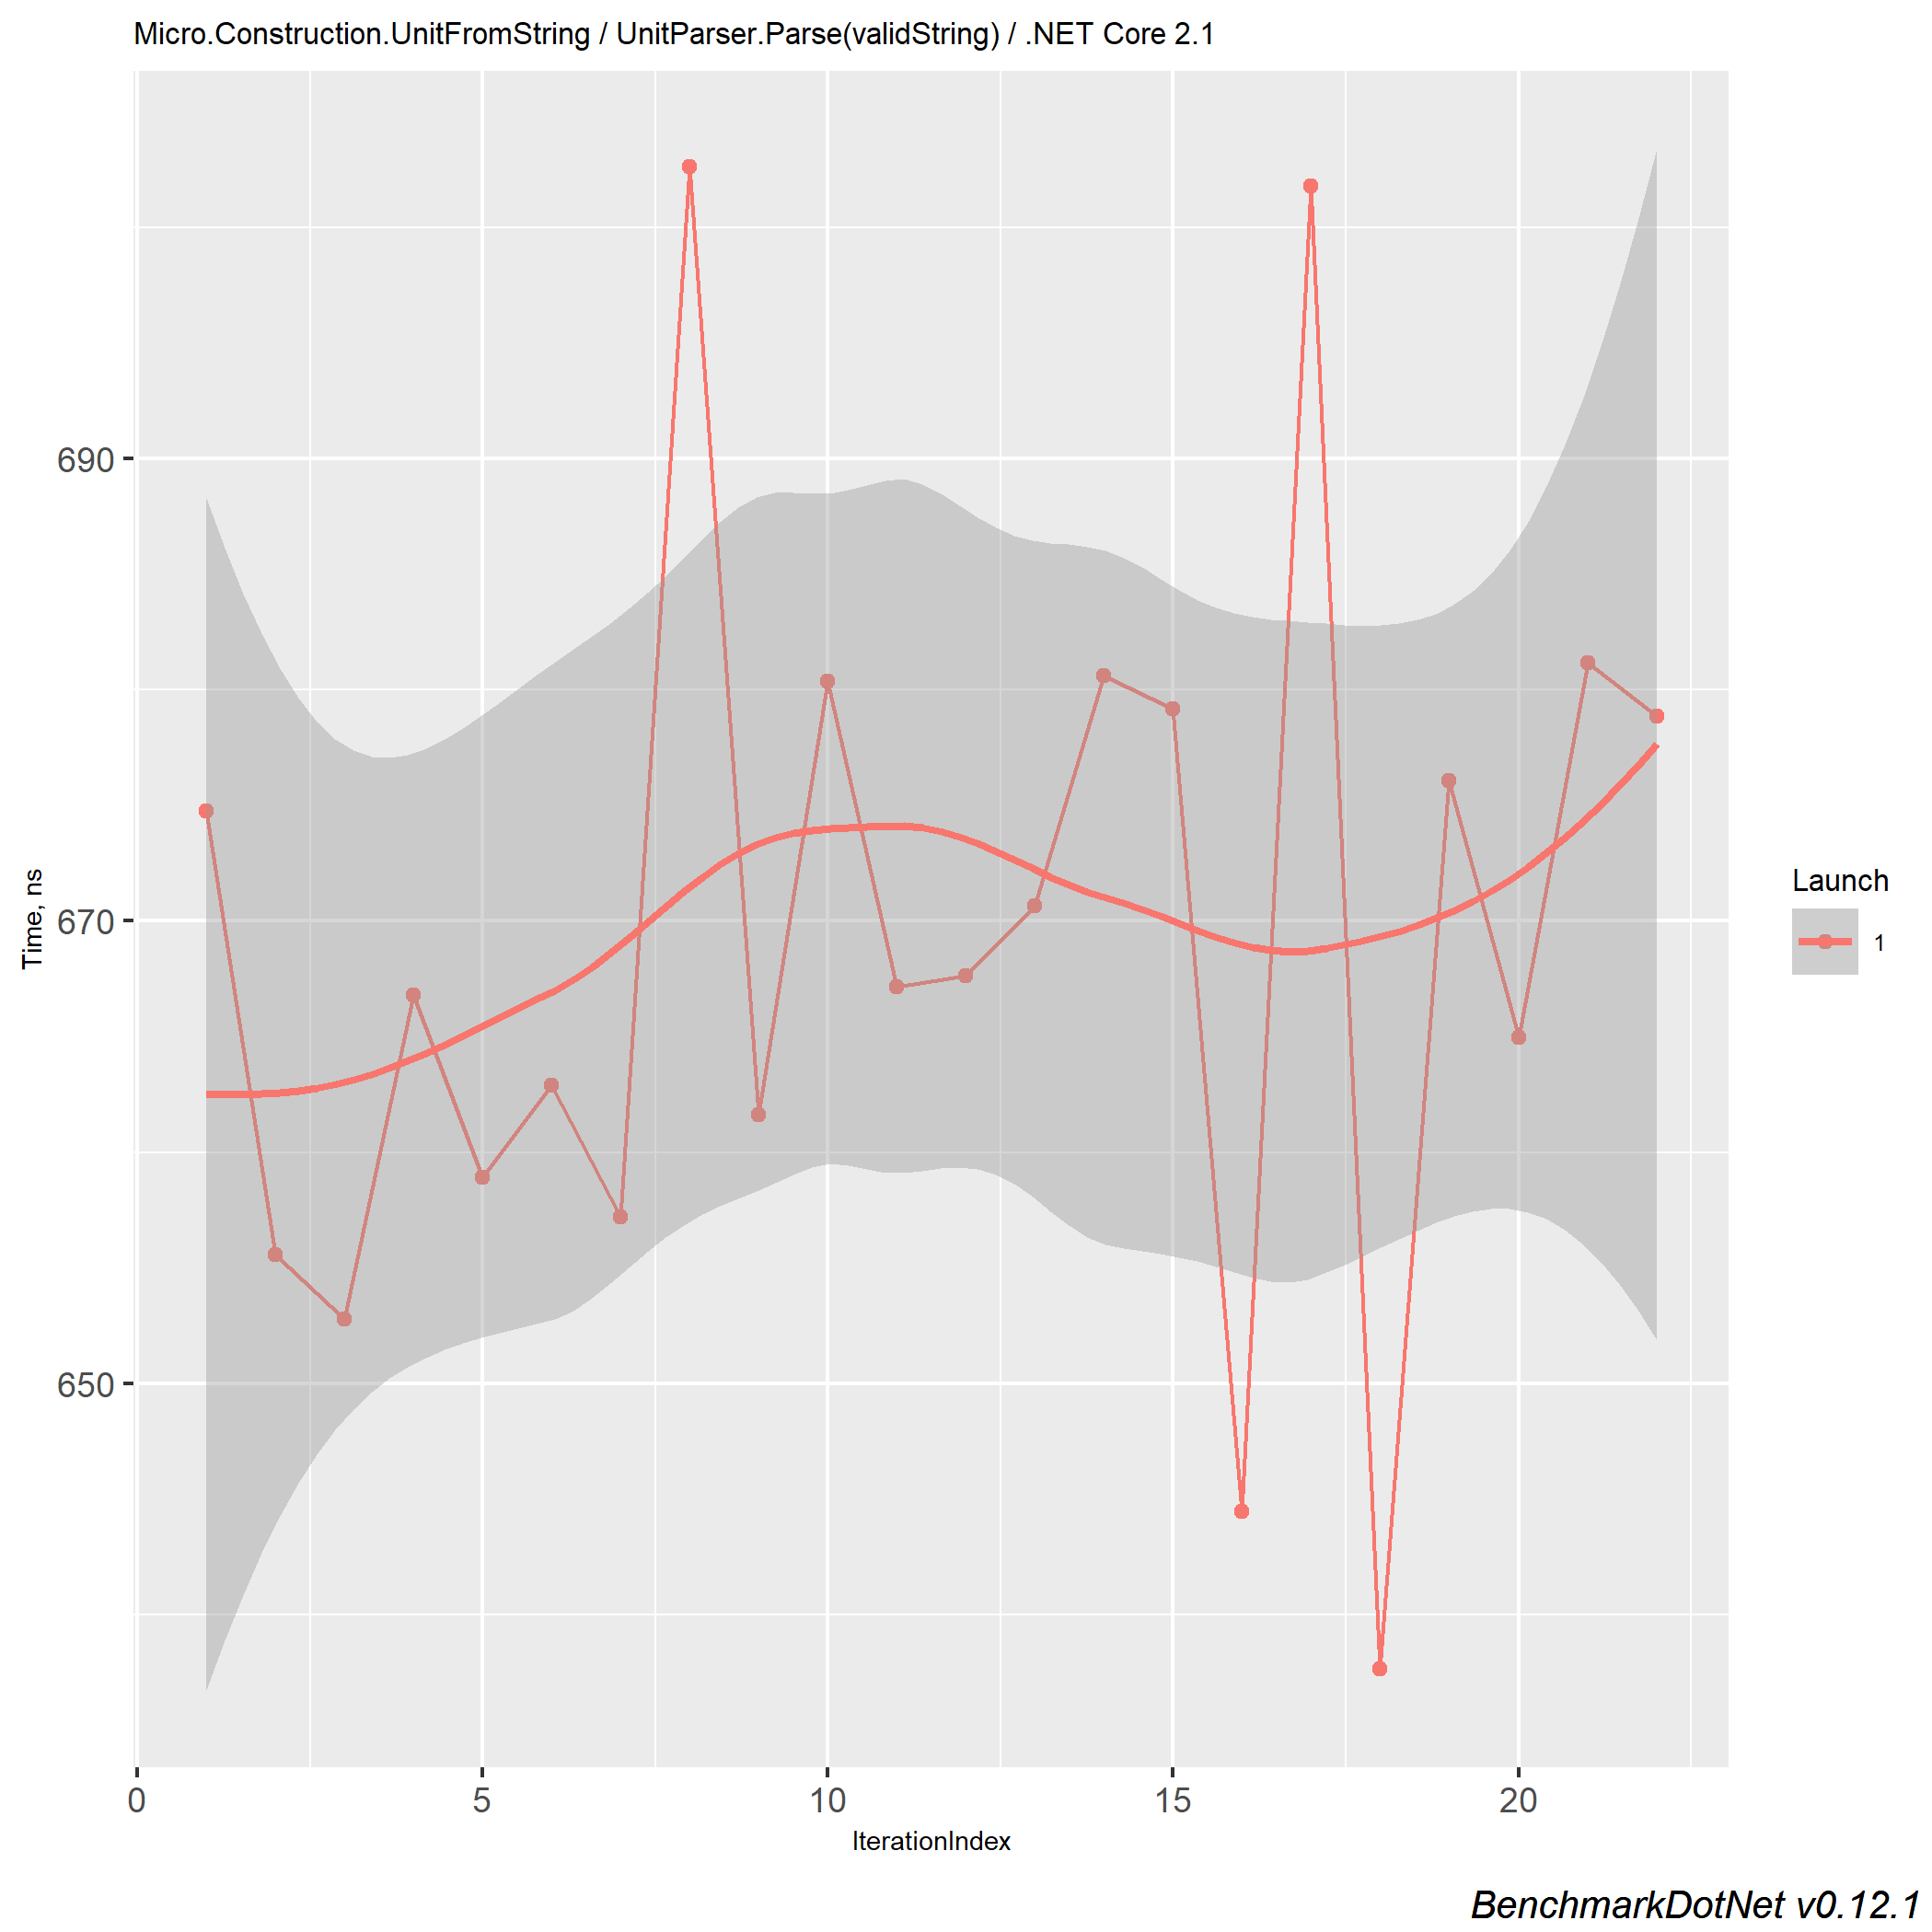 Micro.Construction.UnitFromString / UnitParser.Parse(validString) / .NET Core 2.1
690
670
650
Time, ns
0 5 10 15 20
IterationIndex
Launch
1
BenchmarkDotNet v0.12.1